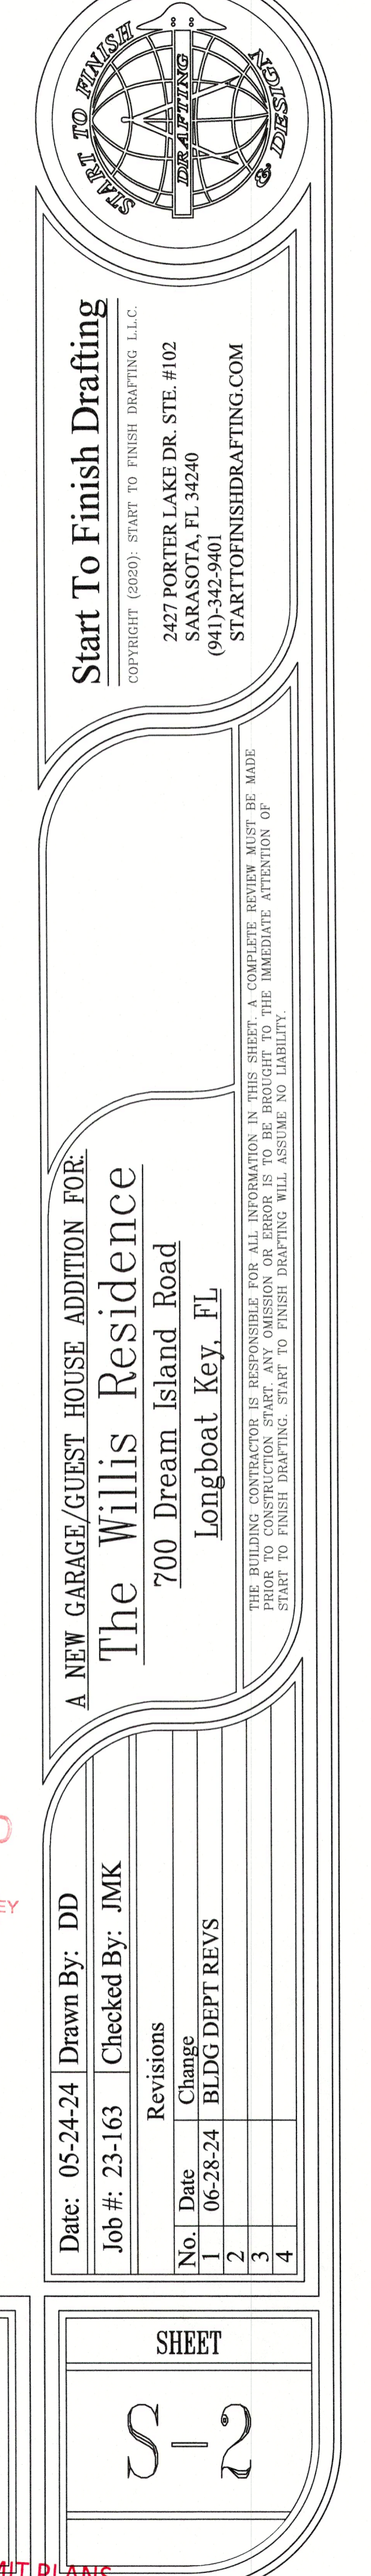 START TO FINISH
DRAFTING
& DESIGN
Start To Finish Drafting
COPYRIGHT (2020): START TO FINISH DRAFTING L.L.C.
2427 PORTER LAKE DR. STE. #102
SARASOTA, FL 34240
(941)-342-9401
STARTTOFINISHDRAFTING.COM
A NEW GARAGE/GUEST HOUSE ADDITION FOR:
The Willis Residence
700 Dream Island Road
Longboat Key, FL
THE BUILDING CONTRACTOR IS RESPONSIBLE FOR ALL INFORMATION IN THIS SHEET. A COMPLETE REVIEW MUST BE MADE
PRIOR TO CONSTRUCTION START. ANY OMISSION OR ERROR IS TO BE BROUGHT TO THE IMMEDIATE ATTENTION OF
START TO FINISH DRAFTING. START TO FINISH DRAFTING WILL ASSUME NO LIABILITY.
Date: 05-24-24 Drawn By: DD
Job #: 23-163 Checked By: JMK
Revisions
No. Date Change
1 06-28-24 BLDG DEPT REVS
2
3
4
SHEET
S-2
PLANS